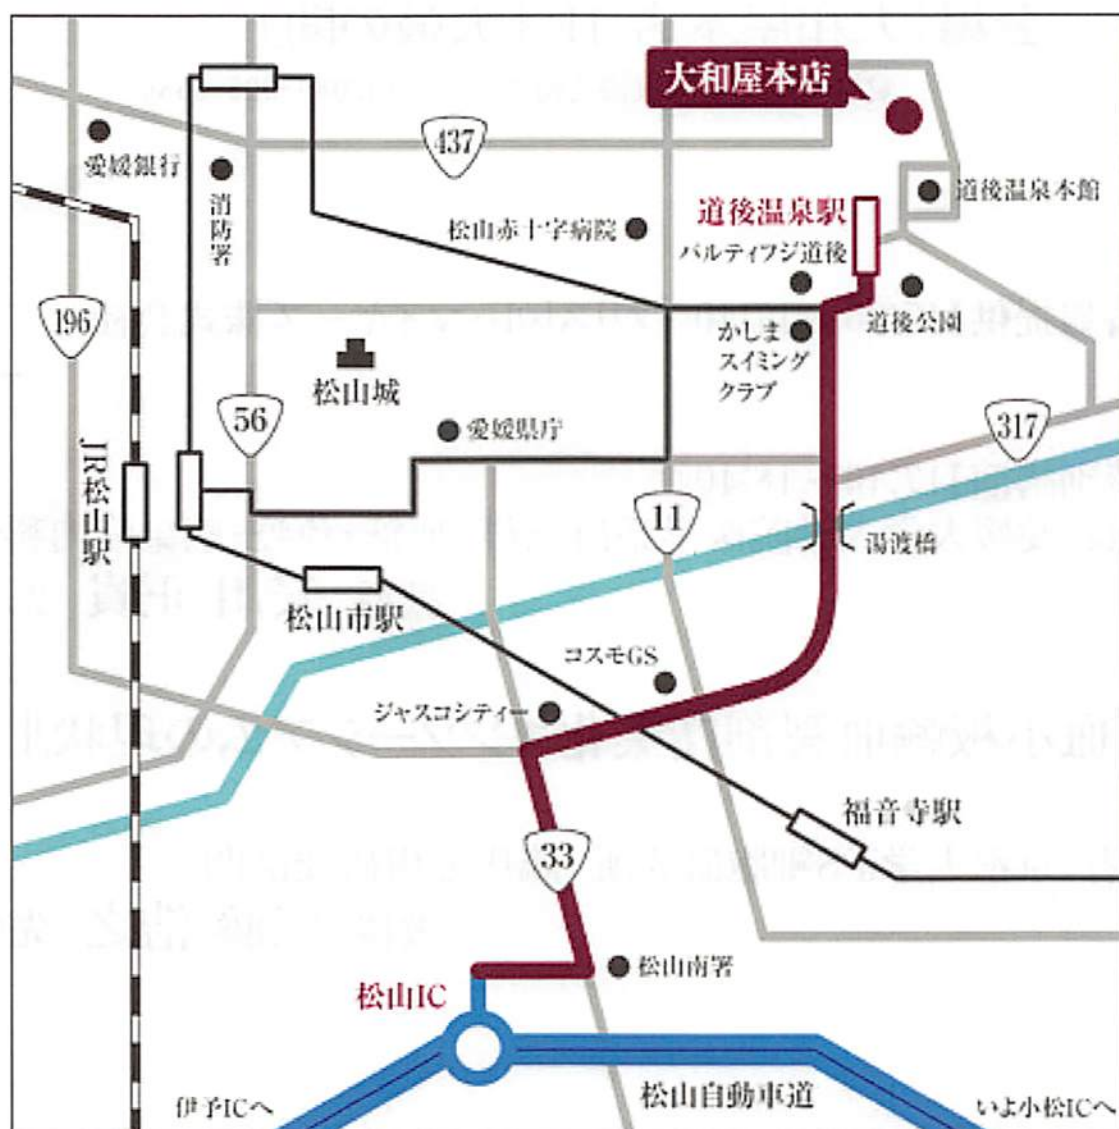 大和屋本店
437
愛媛銀行
消防署
松山赤十字病院
道後温泉駅
道後温泉本館
パルティフジ道後
道後公園
196
かしま
スイミング
クラブ
松山城
56
愛媛県庁
317
JR松山駅
11
湯渡橋
松山市駅
コスモGS
ジャスコシティー
福音寺駅
33
松山南署
松山IC
松山自動車道
伊予ICへ
いよ小松ICへ